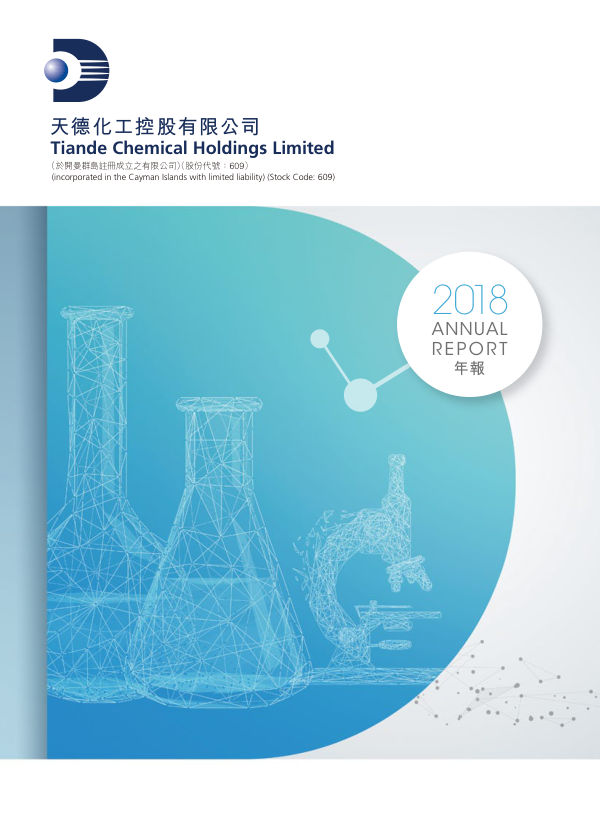 天德化工控股有限公司
Tiande Chemical Holdings Limited
(於開曼群島註冊成立之有限公司)(股份代號：609)
(incorporated in the Cayman Islands with limited liability) (Stock Code: 609)
2018
ANNUAL
REPORT
年報